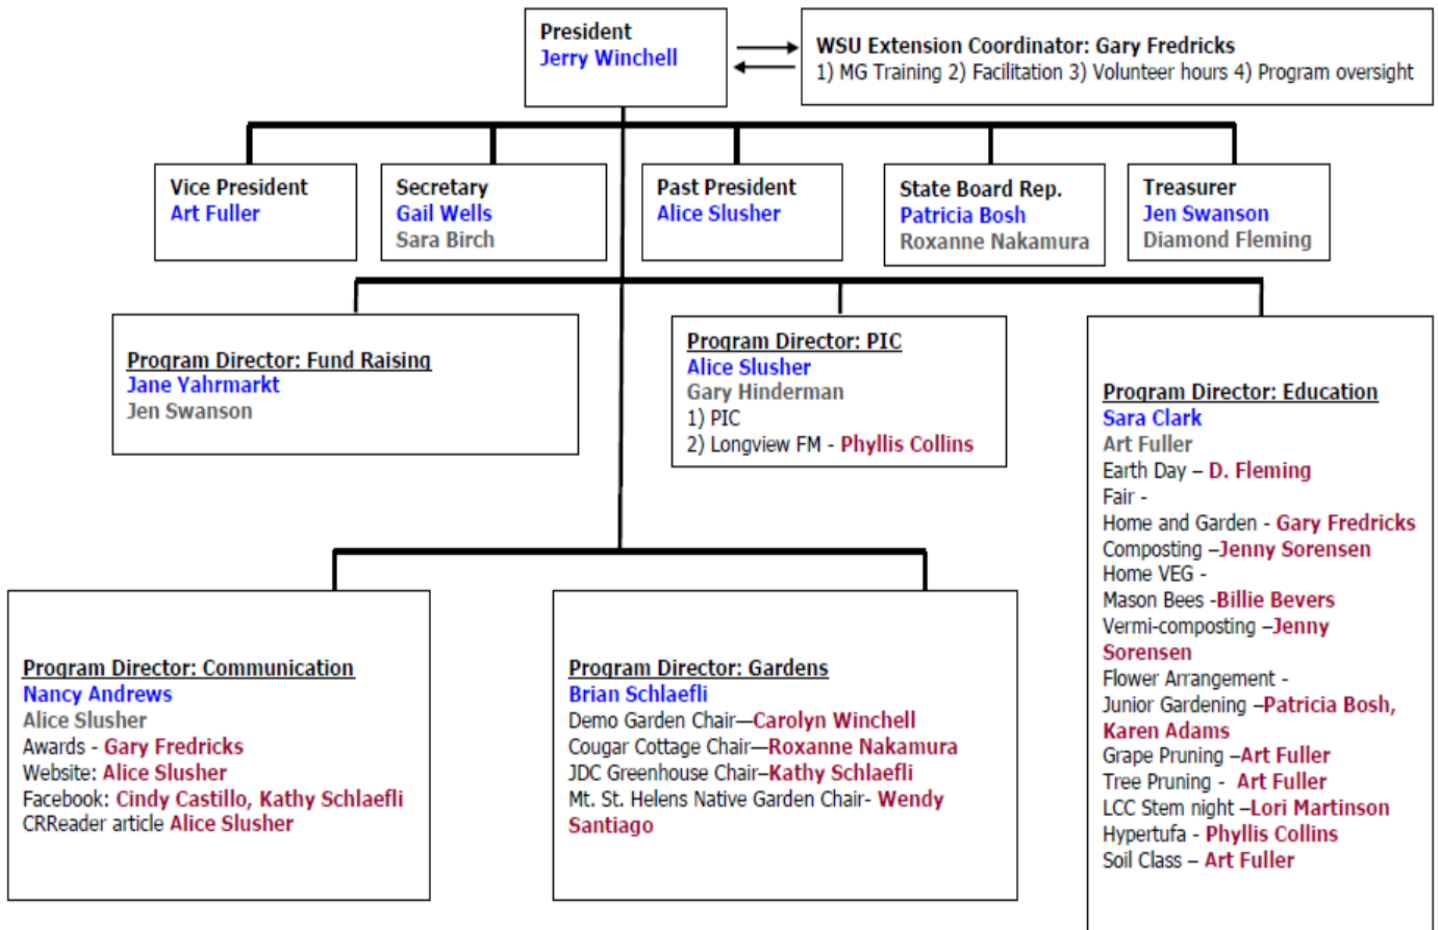 President
Jerry Winchell
WSU Extension Coordinator: Gary Fredricks
1) MG Training 2) Facilitation 3) Volunteer hours 4) Program oversight
Vice President
Art Fuller
Secretary
Gail Wells
Sara Birch
Past President
Alice Slusher
State Board Rep.
Patricia Bosh
Roxanne Nakamura
Treasurer
Jen Swanson
Diamond Fleming
Program Director: Fund Raising
Jane Yahrmarkt
Jen Swanson
Program Director: PIC
Alice Slusher
Gary Hinderman
1) PIC
2) Longview FM - Phyllis Collins
Program Director: Education
Sara Clark
Art Fuller
Earth Day – D. Fleming
Fair -
Home and Garden - Gary Fredricks
Composting –Jenny Sorensen
Home VEG -
Mason Bees -Billie Bevers
Vermi-composting –Jenny
Sorensen
Flower Arrangement -
Junior Gardening –Patricia Bosh,
Karen Adams
Grape Pruning –Art Fuller
Tree Pruning - Art Fuller
LCC Stem night –Lori Martinson
Hypertufa - Phyllis Collins
Soil Class – Art Fuller
Program Director: Communication
Nancy Andrews
Alice Slusher
Awards - Gary Fredricks
Website: Alice Slusher
Facebook: Cindy Castillo, Kathy Schlaefli
CRReader article Alice Slusher
Program Director: Gardens
Brian Schlaefli
Demo Garden Chair—Carolyn Winchell
Cougar Cottage Chair—Roxanne Nakamura
JDC Greenhouse Chair–Kathy Schlaefli
Mt. St. Helens Native Garden Chair- Wendy
Santiago